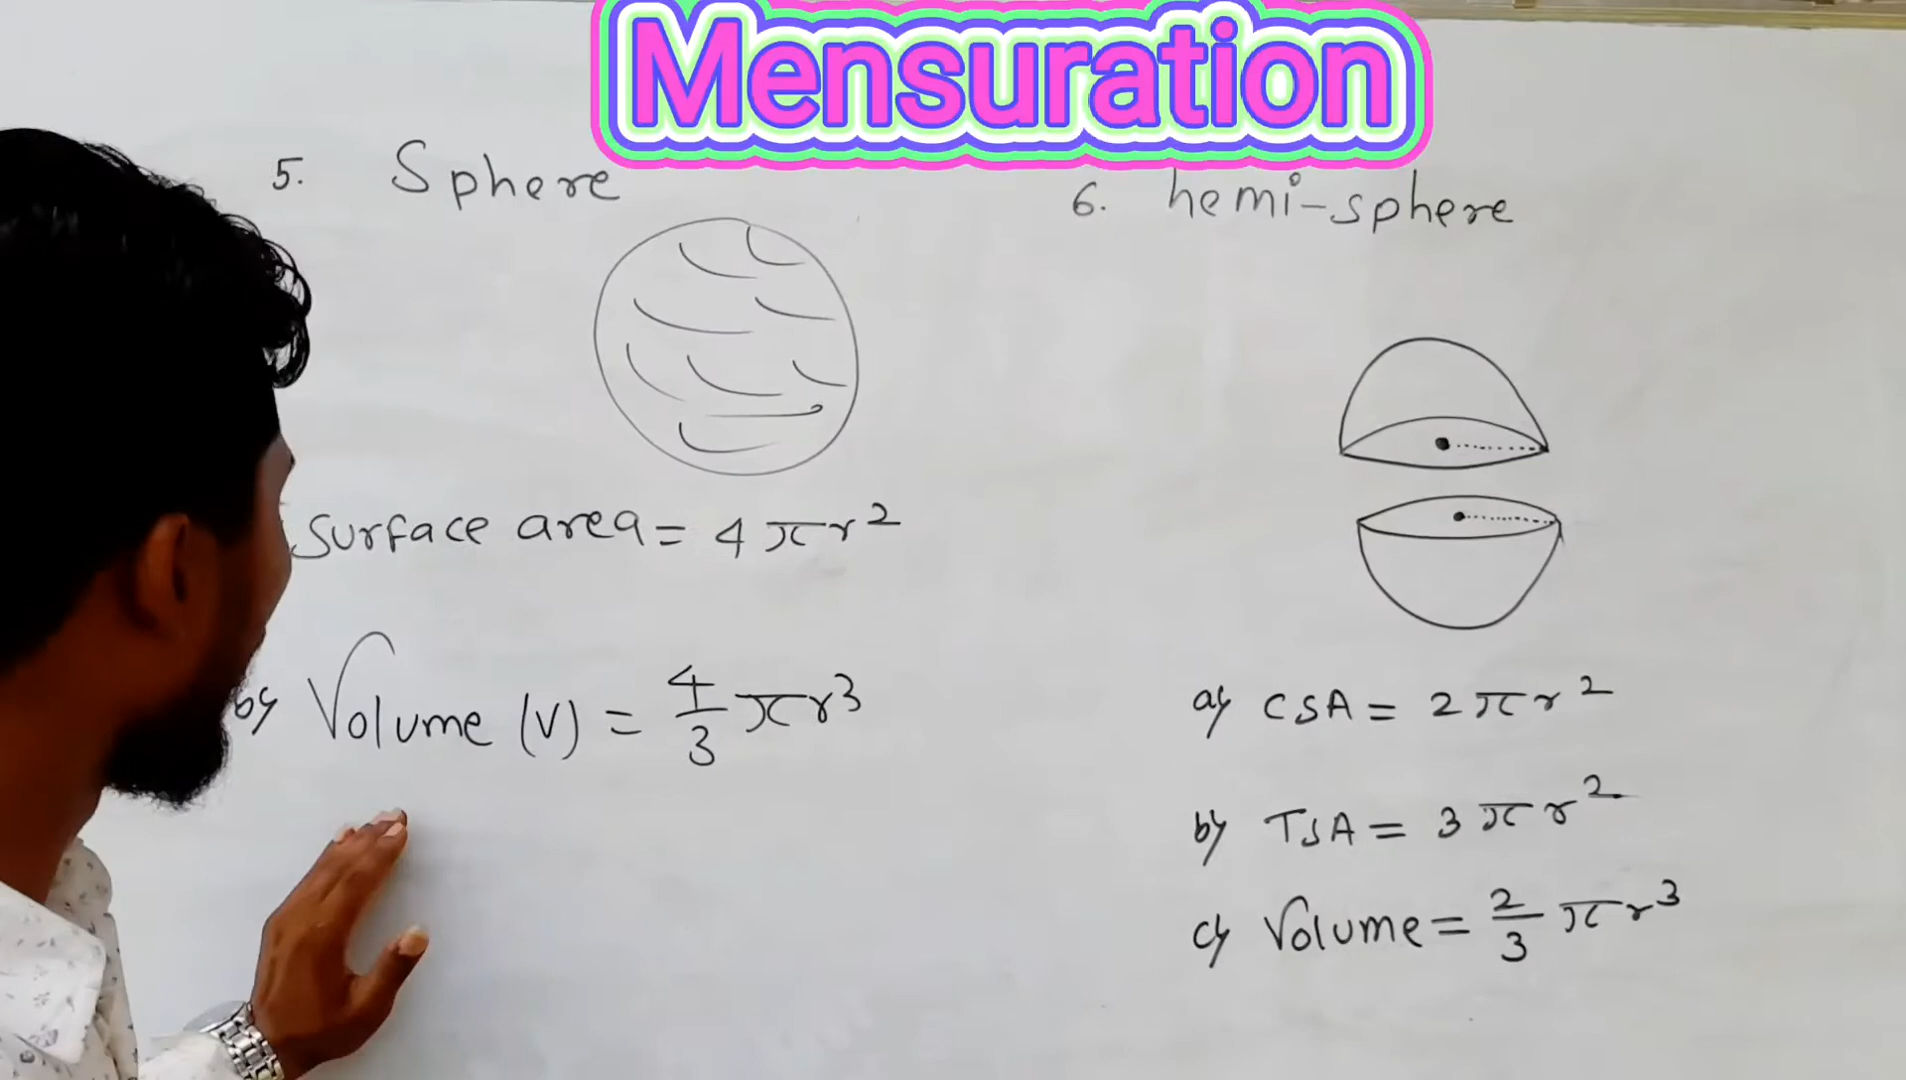 Mensuration
5. Sphere
surface area = 4πr²
by Volume (V) = 4/3 πr³
6. hemi-sphere
a) CSA = 2πr²
b) TSA = 3πr²
c) Volume = 2/3 πr³